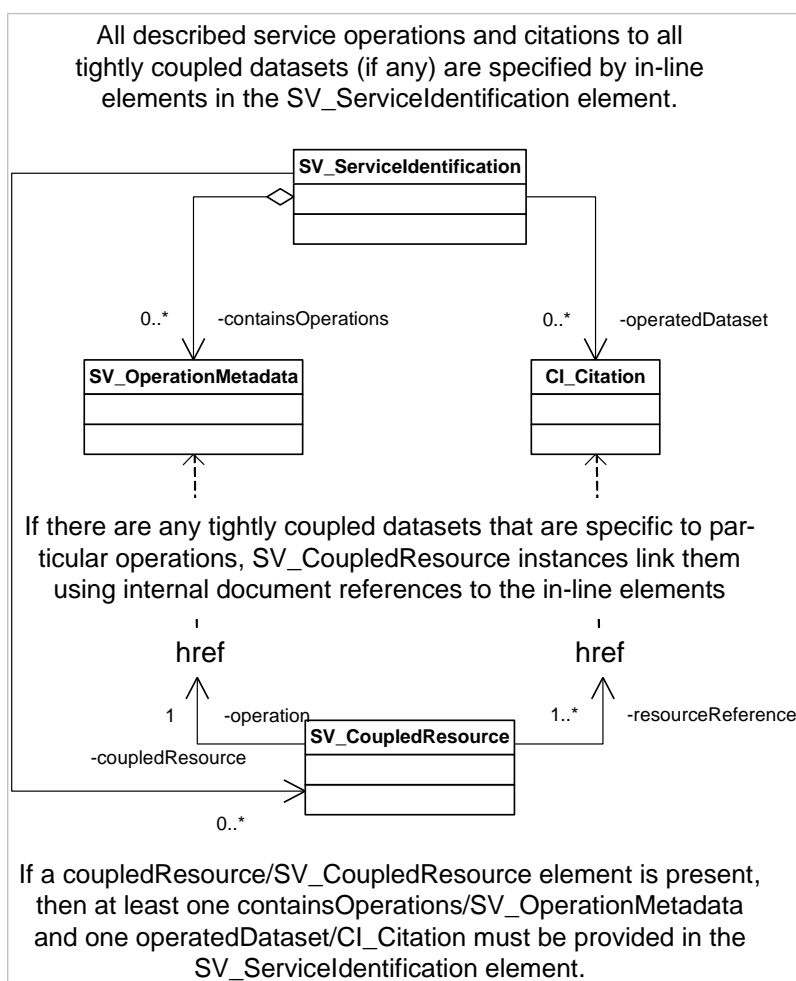 All described service operations and citations to all
tightly coupled datasets (if any) are specified by in-line
elements in the SV_ServiceIdentification element.
SV_ServiceIdentification
0..* -containsOperations
0..* -operatedDataset
SV_OperationMetadata
CI_Citation
If there are any tightly coupled datasets that are specific to par-
ticular operations, SV_CoupledResource instances link them
using internal document references to the in-line elements
href
href
1 -operation
1..* -resourceReference
SV_CoupledResource
-coupledResource
0..*
If a coupledResource/SV_CoupledResource element is present,
then at least one containsOperations/SV_OperationMetadata
and one operatedDataset/CI_Citation must be provided in the
SV_ServiceIdentification element.